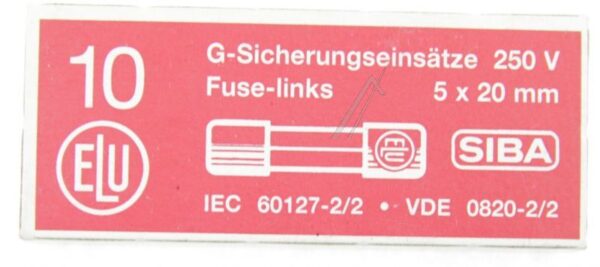 10
G-Sicherungseinsätze 250 V
Fuse-links 5 x 20 mm
ELU
SIBA
IEC 60127-2/2 • VDE 0820-2/2